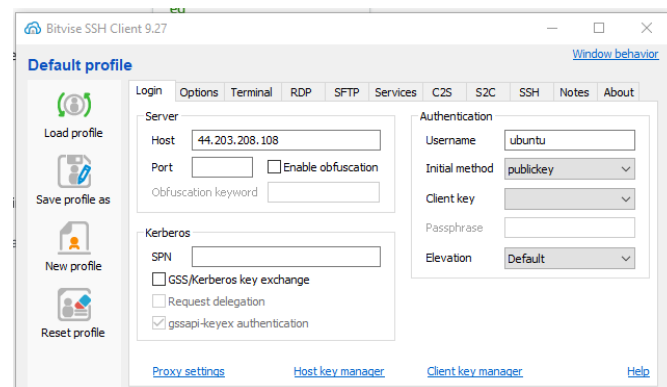 Bitvise SSH Client 9.27
Window behavior
Default profile
Load profile
Save profile as
New profile
Reset profile
Login Options Terminal RDP SFTP Services C2S S2C SSH Notes About
Server
Host 44.203.208.108
Port Enable obfuscation
Obfuscation keyword
Kerberos
SPN
GSS/Kerberos key exchange
Request delegation
gssapi-keyex authentication
Authentication
Username ubuntu
Initial method publickey
Client key
Passphrase
Elevation Default
Proxy settings Host key manager Client key manager Help